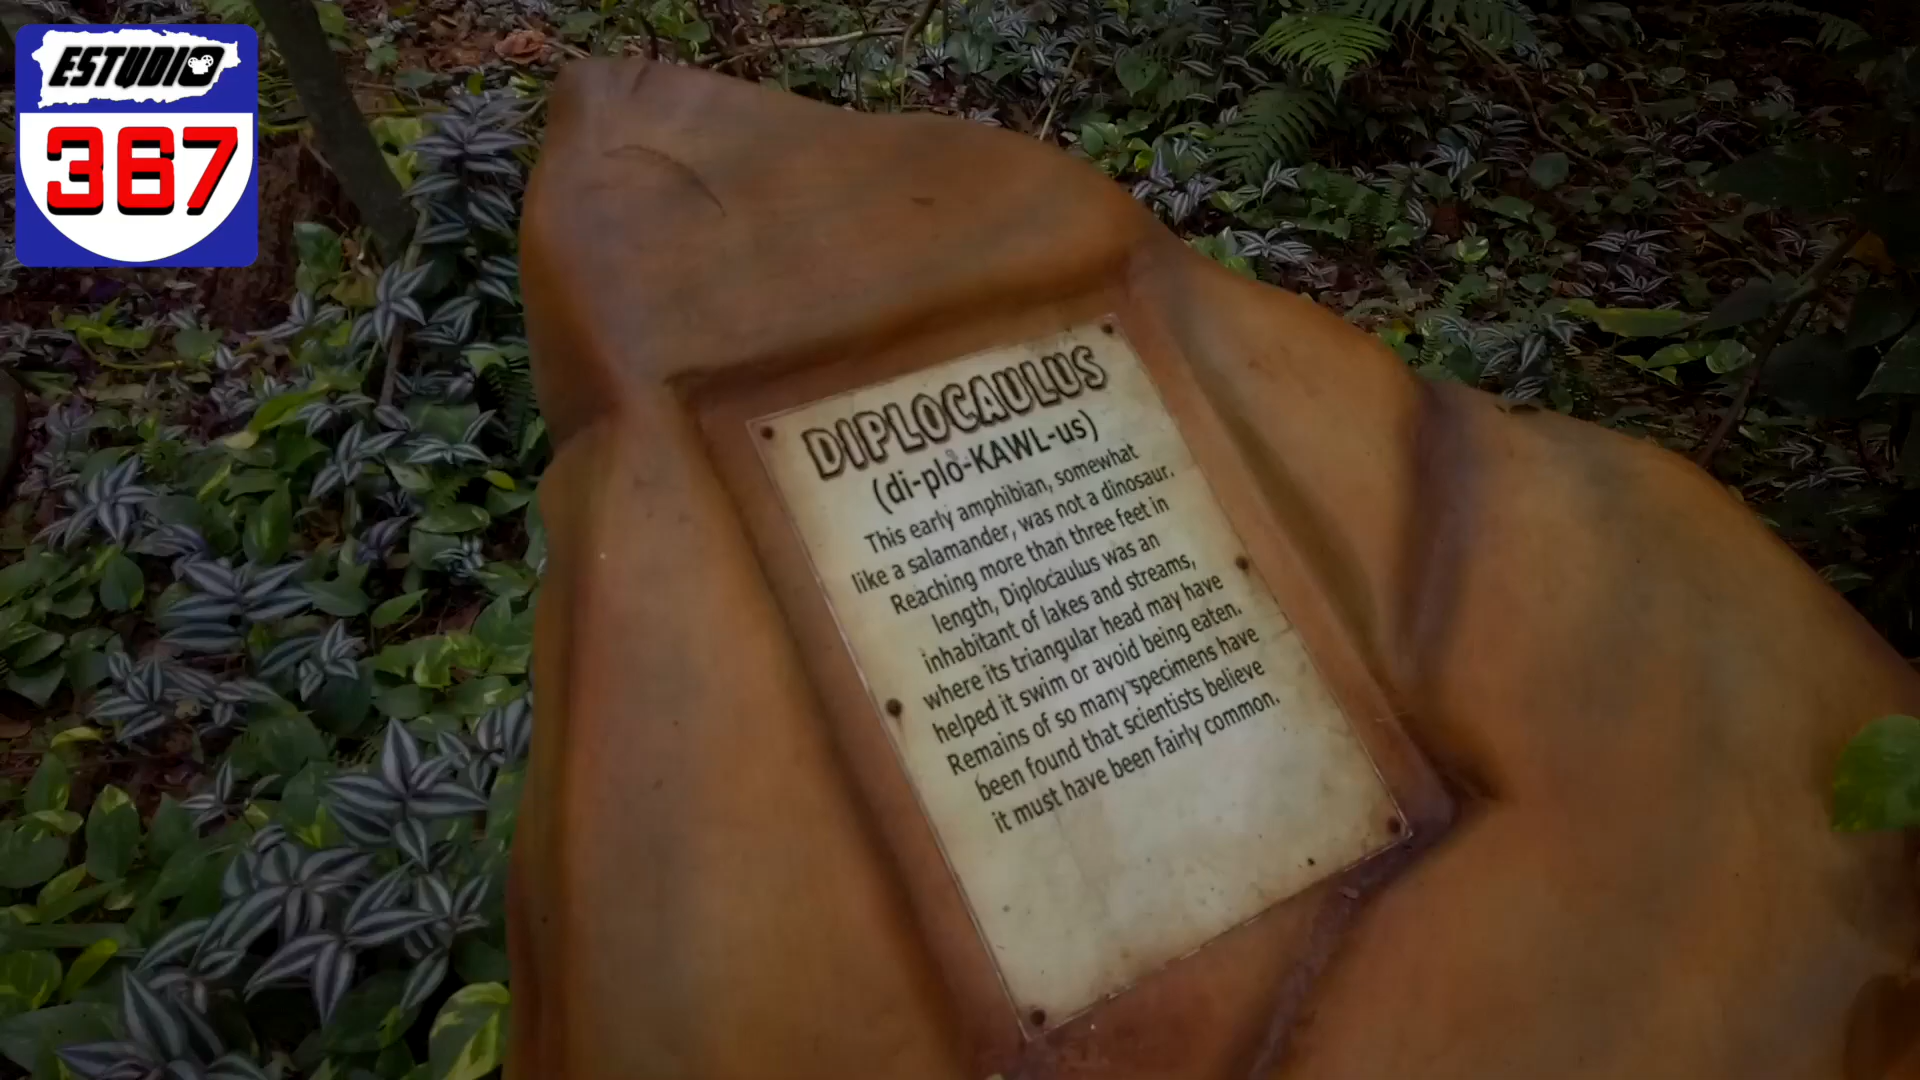 ESTUDIO
367
DIPLOCAULUS
(di-plo-KAWL-us)
This early amphibian, somewhat
like a salamander, was not a dinosaur.
Reaching more than three feet in
length, Diplocaulus was an
inhabitant of lakes and streams,
where its triangular head may have
helped it swim or avoid being eaten.
Remains of so many specimens have
been found that scientists believe
it must have been fairly common.